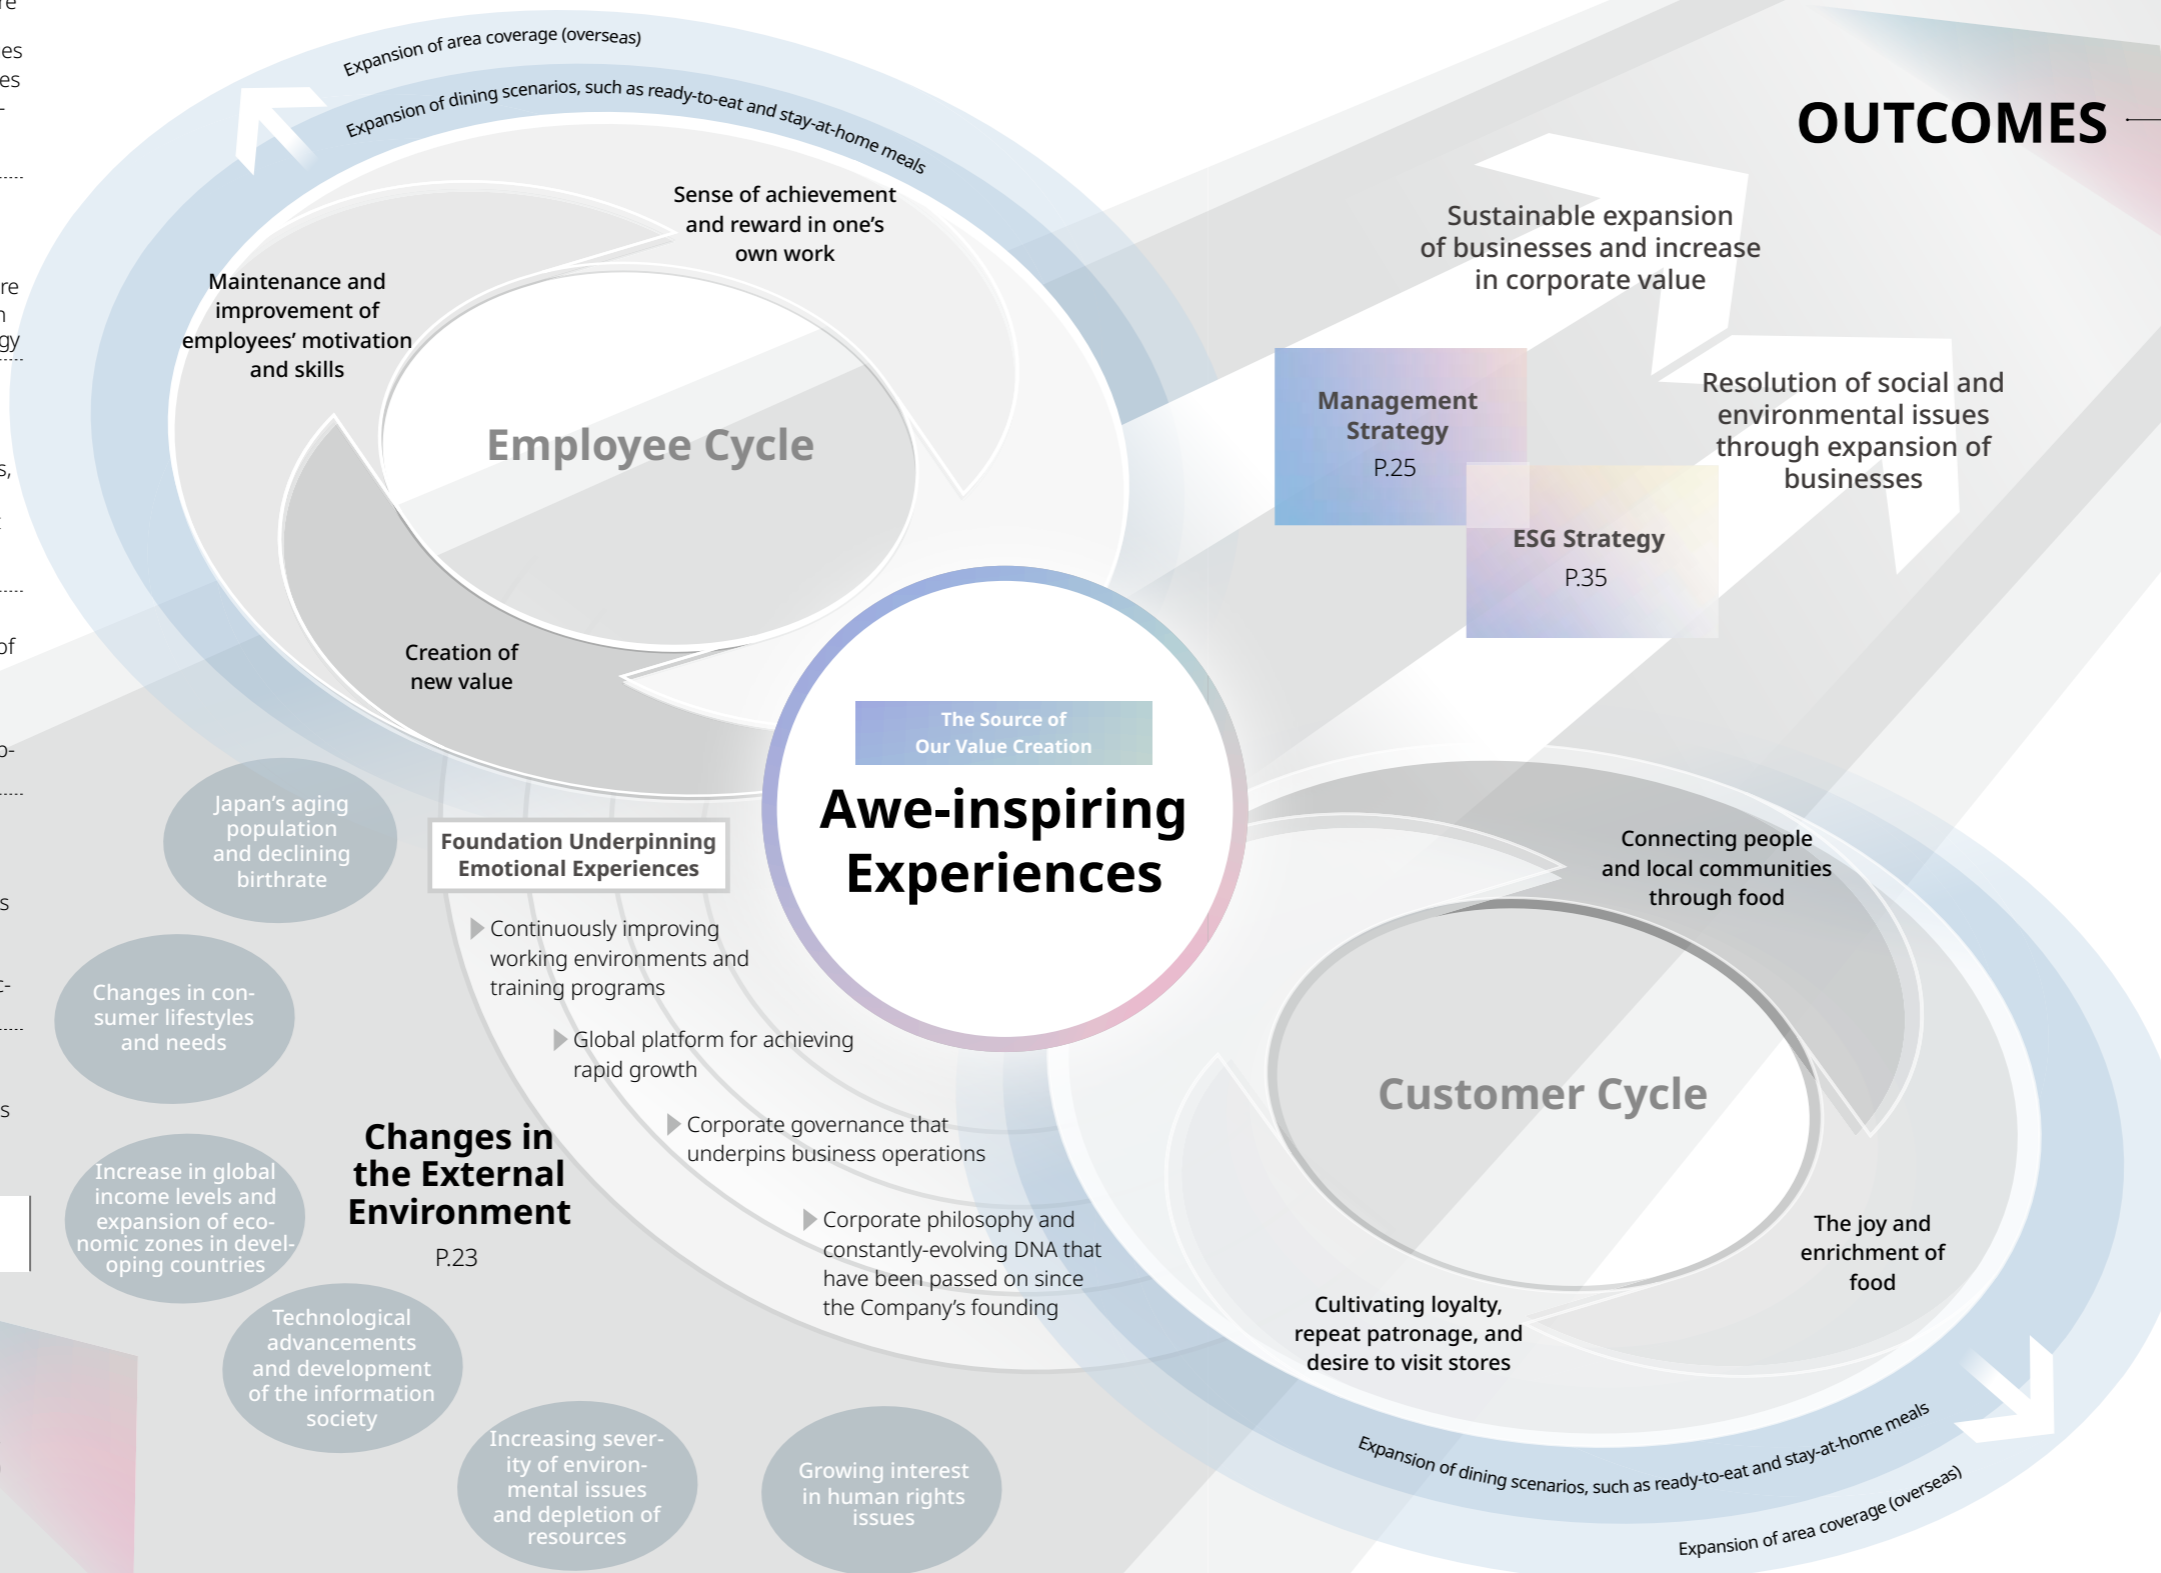 Expansion of area coverage (overseas)
Expansion of dining scenarios, such as ready-to-eat and stay-at-home meals
Sense of achievement
and reward in one's
own work
Maintenance and
improvement of
employees' motivation
and skills
Employee Cycle
Creation of
new value
OUTCOMES
Sustainable expansion
of businesses and increase
in corporate value
Resolution of social and
environmental issues
through expansion of
businesses
Management
Strategy
P.25
ESG Strategy
P.35
The Source of
Our Value Creation
Awe-inspiring
Experiences
Foundation Underpinning
Emotional Experiences
Continuously improving
working environments and
training programs
Global platform for achieving
rapid growth
Corporate governance that
underpins business operations
Corporate philosophy and
constantly-evolving DNA that
have been passed on since
the Company's founding
Japan's aging
population
and declining
birthrate
Changes in con-
sumer lifestyles
and needs
Increase in global
income levels and
expansion of eco-
nomic zones in devel-
oping countries
Technological
advancements
and development
of the information
society
Increasing sever-
ity of environ-
mental issues
and depletion of
resources
Growing interest
in human rights
issues
Changes in
the External
Environment
P.23
Connecting people
and local communities
through food
Customer Cycle
The joy and
enrichment of
food
Cultivating loyalty,
repeat patronage, and
desire to visit stores
Expansion of dining scenarios, such as ready-to-eat and stay-at-home meals
Expansion of area coverage (overseas)